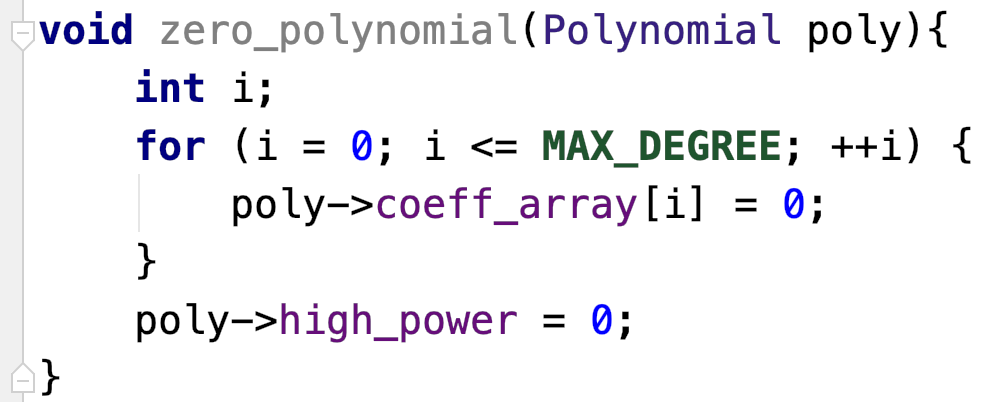 void zero_polynomial(Polynomial poly){
    int i;
    for (i = 0; i <= MAX_DEGREE; ++i) {
        poly->coeff_array[i] = 0;
    }
    poly->high_power = 0;
}